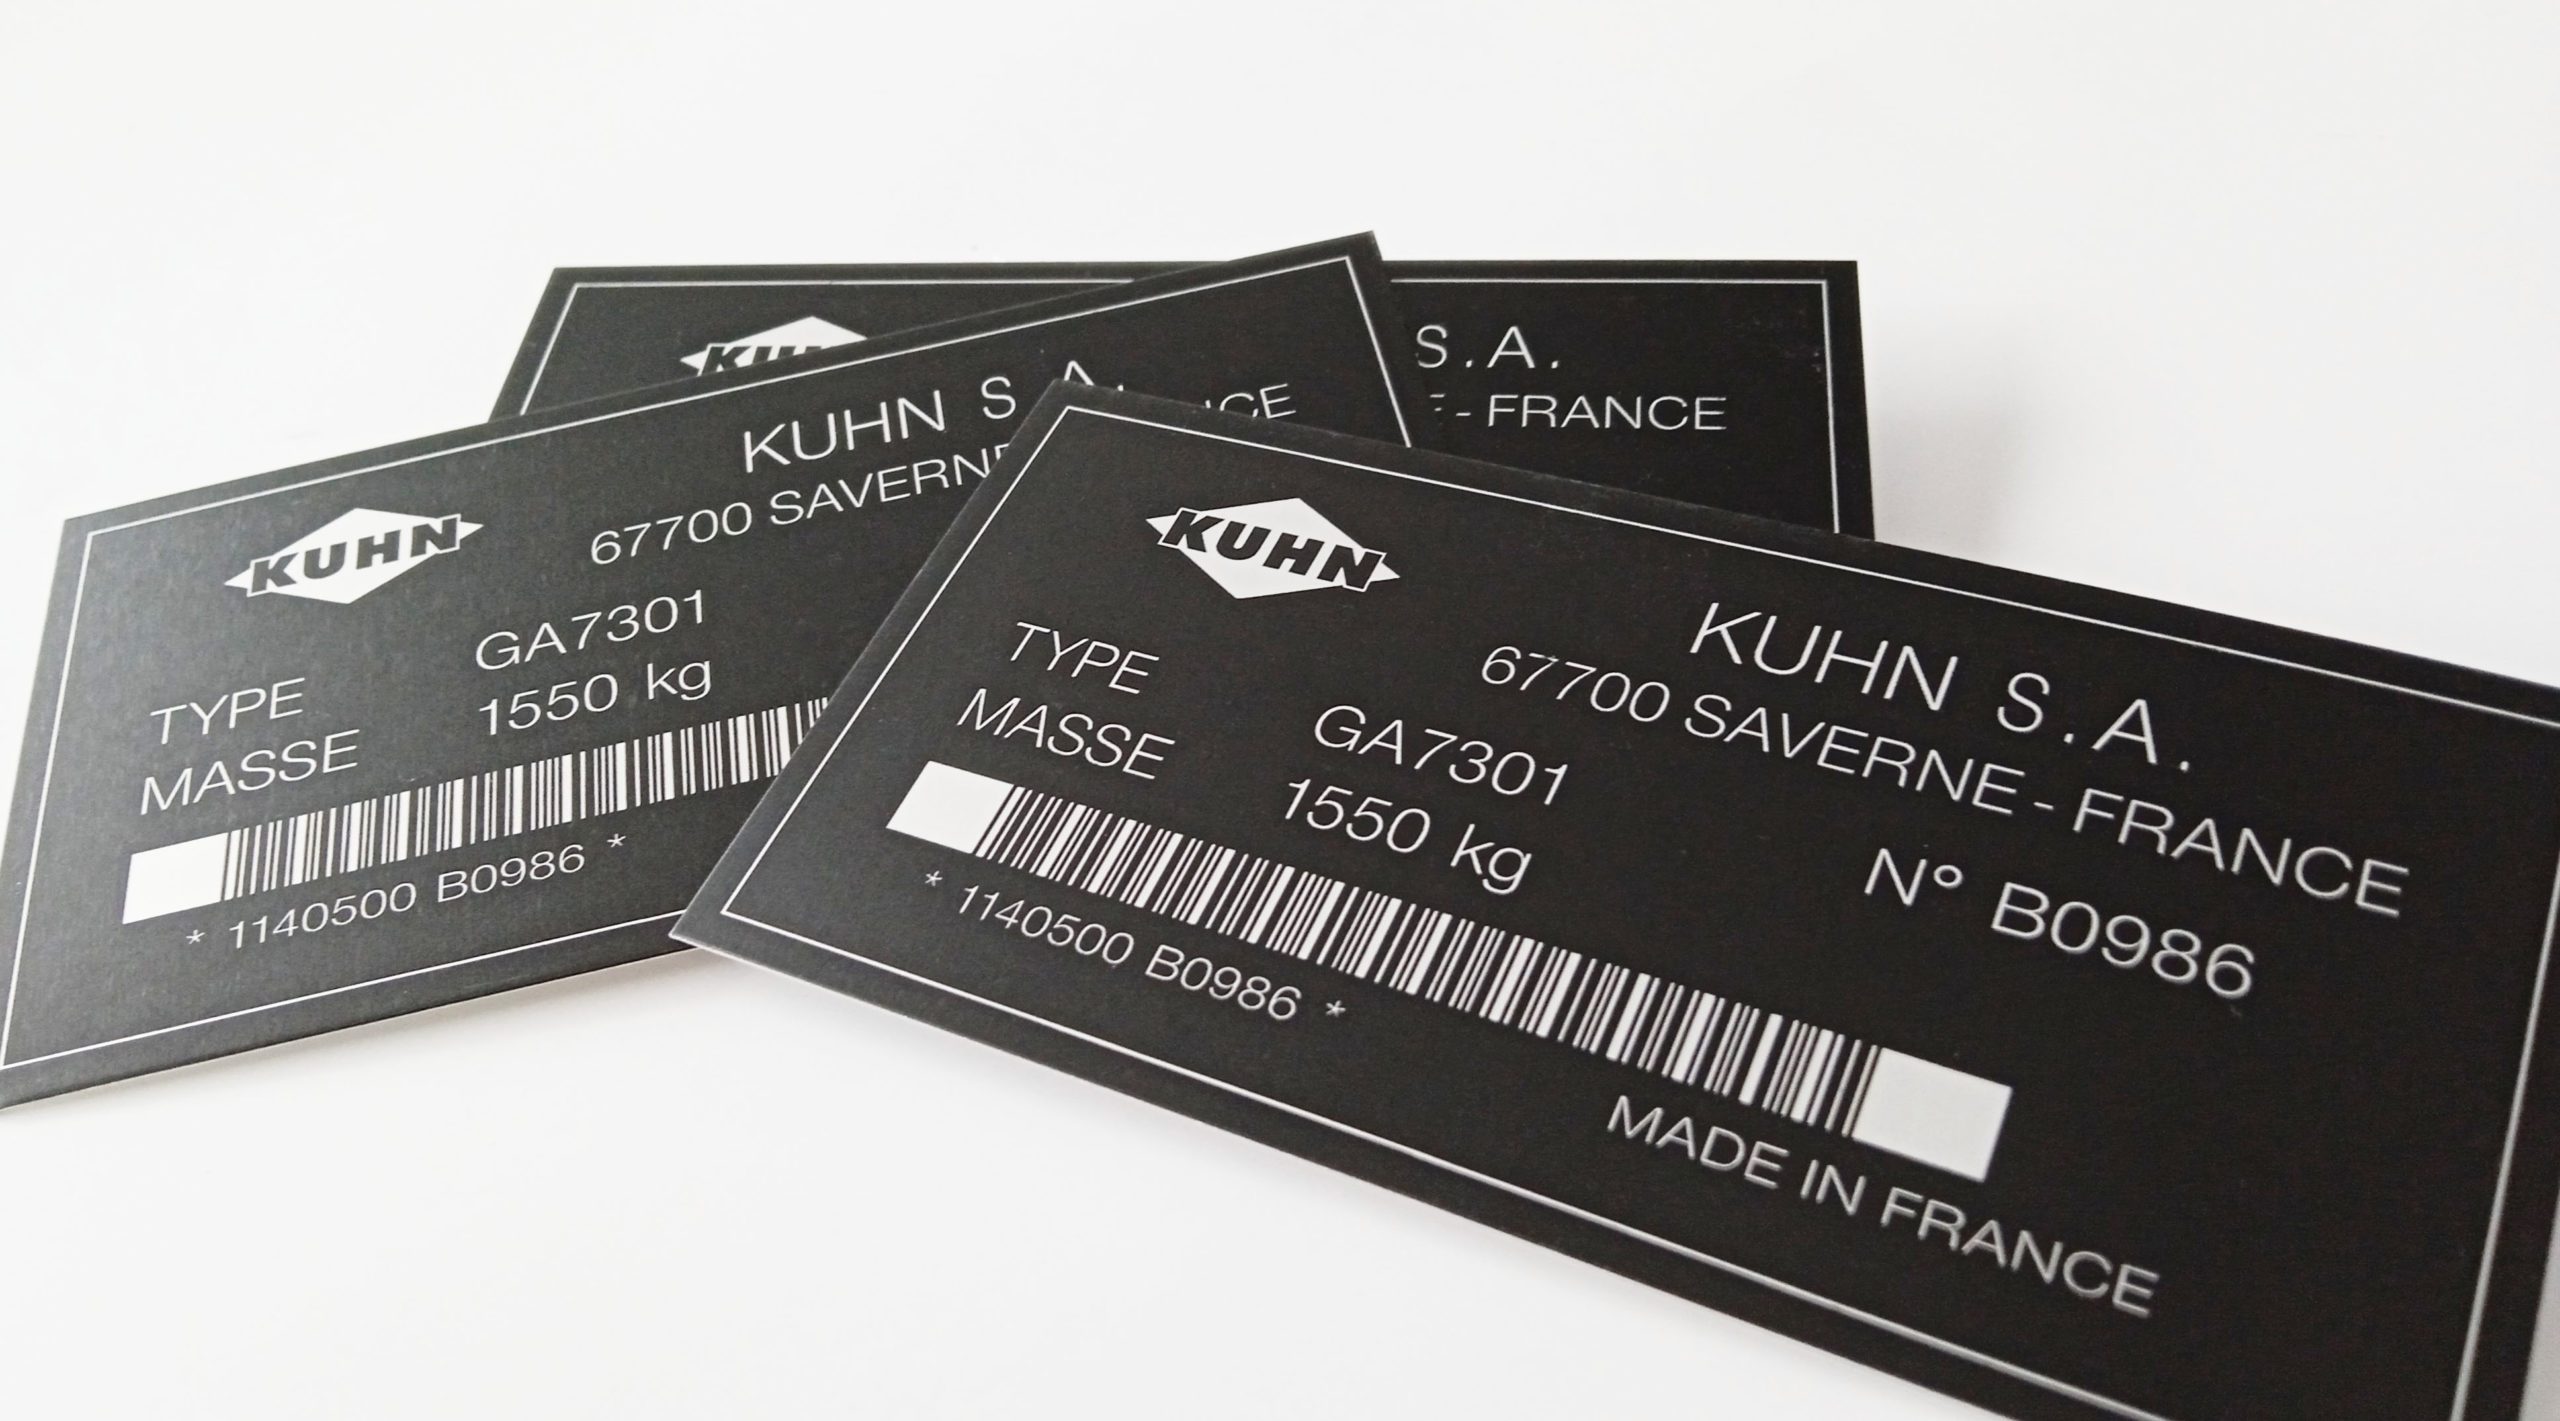 S.A.
- FRANCE
KUHN
KUHN S
67700 SAVERNE
TYPE GA7301
MASSE 1550 kg
* 1140500 B0986 *
KUHN
KUHN S.A.
67700 SAVERNE - FRANCE
TYPE GA7301
MASSE 1550 kg
N° B0986
* 1140500 B0986 *
MADE IN FRANCE